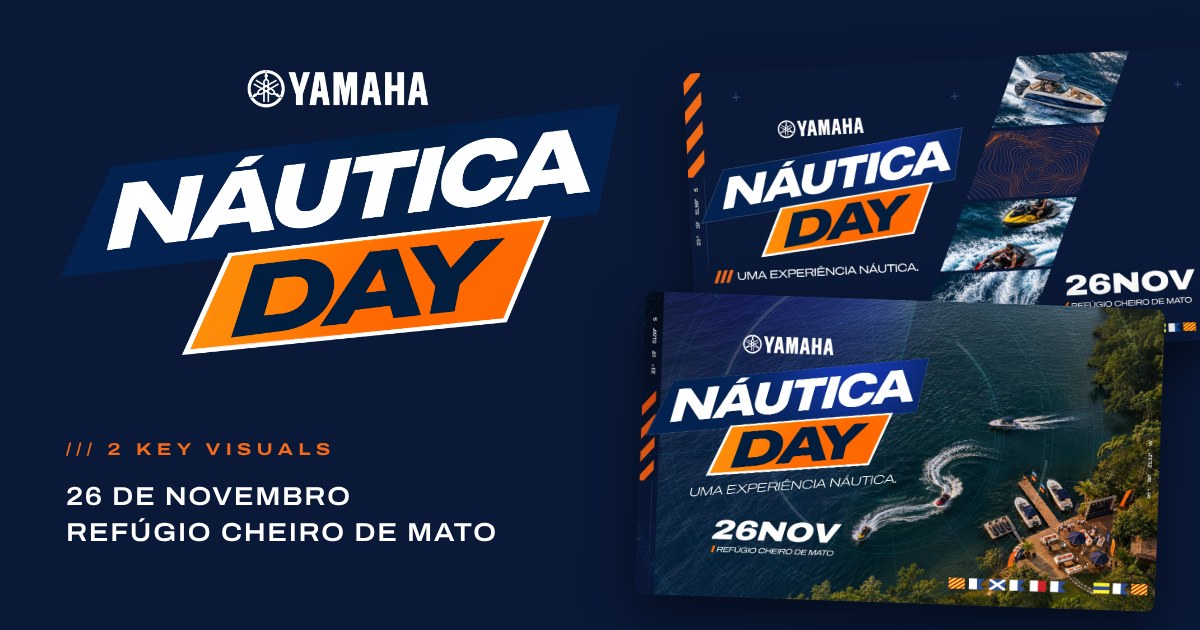 YAMAHA
NÁUTICA
DAY
/// 2 KEY VISUALS
26 DE NOVEMBRO
REFÚGIO CHEIRO DE MATO
YAMAHA
NÁUTICA
DAY
/// UMA EXPERIÊNCIA NÁUTICA.
26NOV
REFÚGIO CHEIRO DE MATO
YAMAHA
NÁUTICA
DAY
UMA EXPERIÊNCIA NÁUTICA.
26NOV
REFÚGIO CHEIRO DE MATO